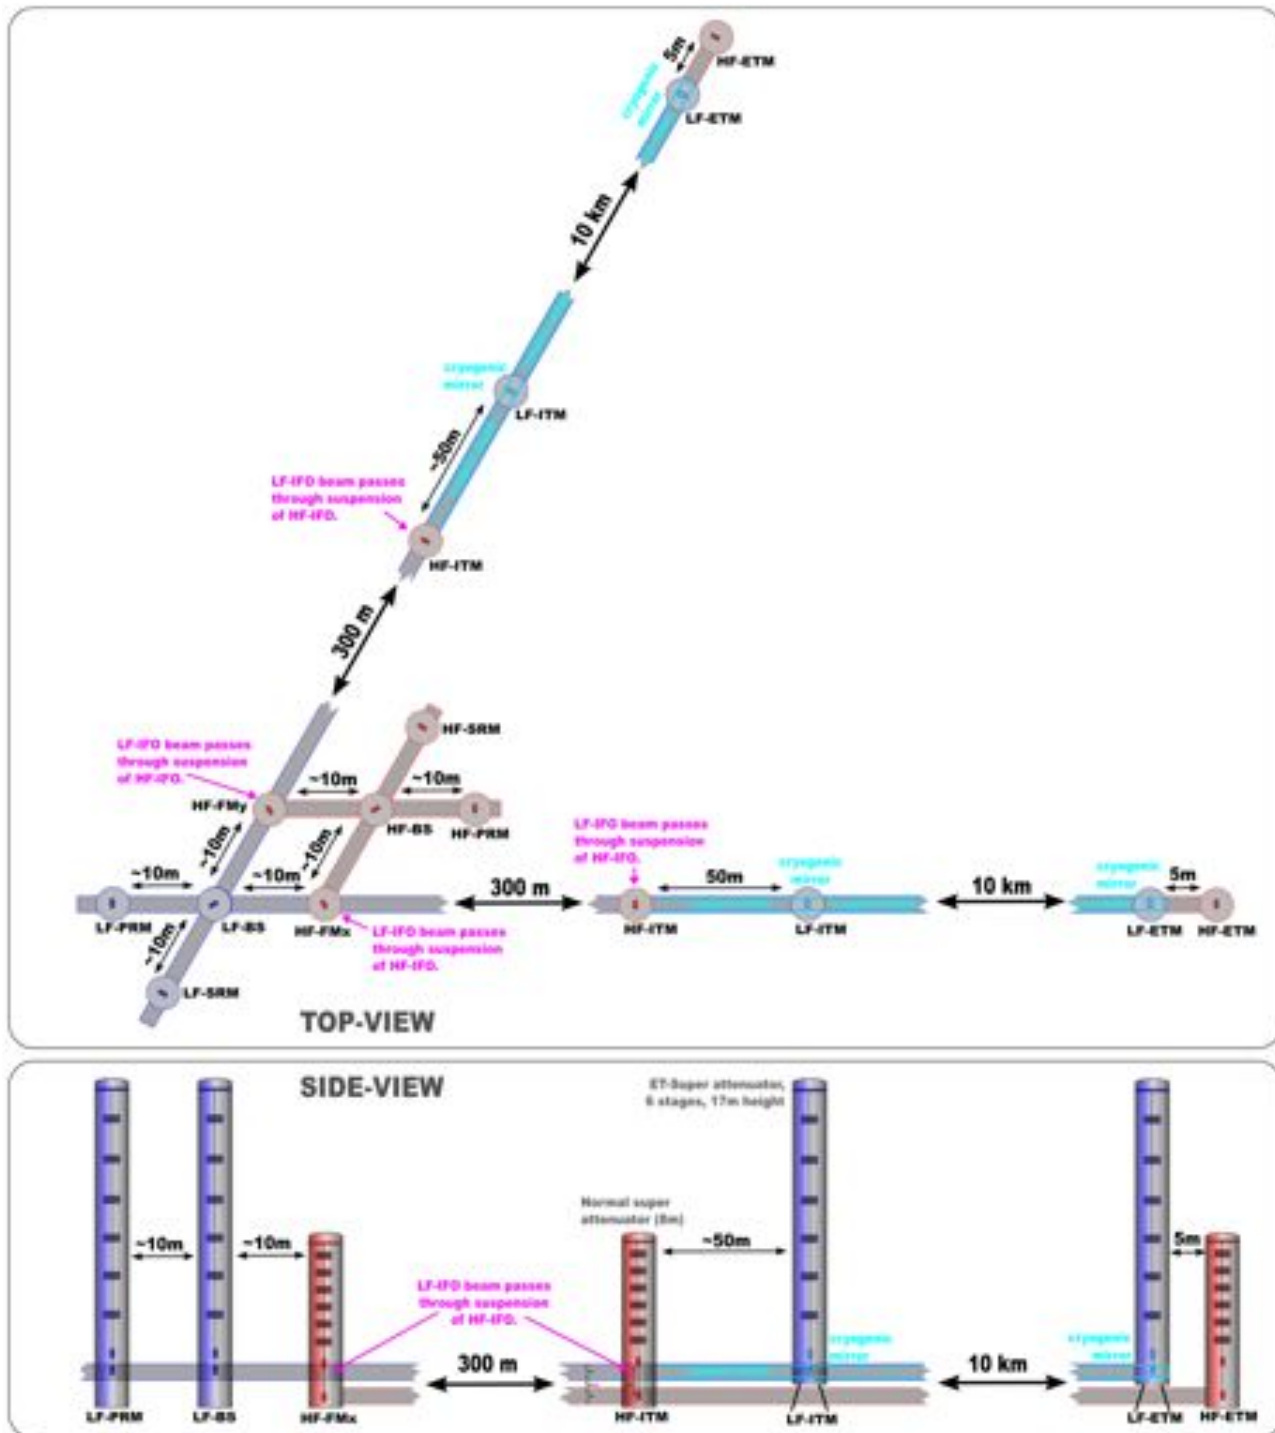 5m
HF-ETM
cryogenic
mirror
LF-ETM
10 km
cryogenic
mirror
LF-ITM
~50m
LF-IFO beam passes
through suspension
of HF-IFO.
HF-ITM
300 m
HF-SRM
LF-IFO beam passes
through suspension
of HF-IFO.
~10m
~10m
HF-FMy
HF-BS
HF-PRM
~10m
~10m
LF-IFO beam passes
through suspension
of HF-IFO.
cryogenic
mirror
cryogenic
mirror
~10m
~10m
300 m
50m
10 km
5m
LF-PRM
LF-BS
HF-FMx
LF-IFO beam passes
through suspension
of HF-IFO.
HF-ITM
LF-ITM
LF-ETM
HF-ETM
~10m
LF-SRM
TOP-VIEW
SIDE-VIEW
ET-Super attenuator,
6 stages, 17m height
Normal super
attenuator (8m)
~10m
~10m
~50m
5m
LF-IFO beam passes
through suspension
of HF-IFO.
cryogenic
mirror
cryogenic
mirror
300 m
10 km
LF-PRM
LF-BS
HF-FMx
HF-ITM
LF-ITM
LF-ETM
HF-ETM